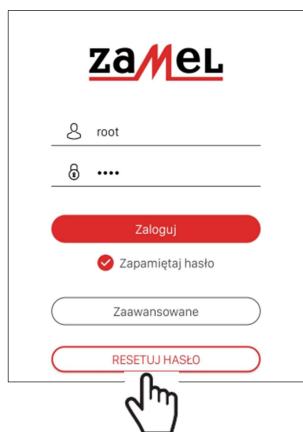 zaMeL
root
••••
Zaloguj
Zapamiętaj hasło
Zaawansowane
RESETUJ HASŁO